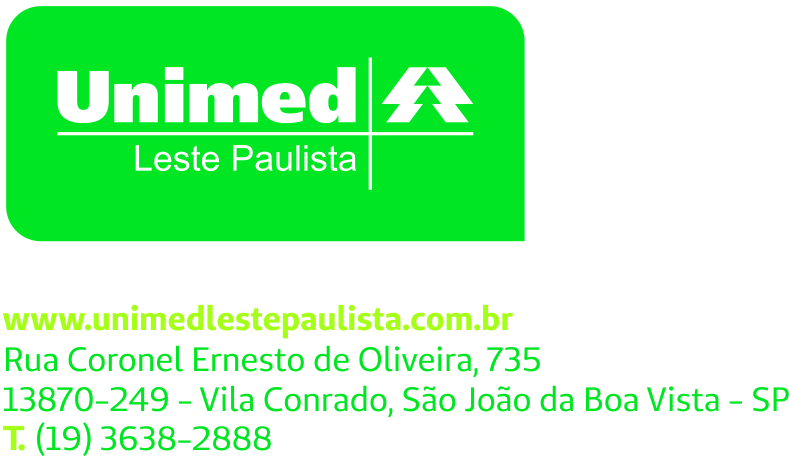 Unimed
Leste Paulista
www.unimedlestepaulista.com.br
Rua Coronel Ernesto de Oliveira, 735
13870-249 - Vila Conrado, São João da Boa Vista - SP
T. (19) 3638-2888